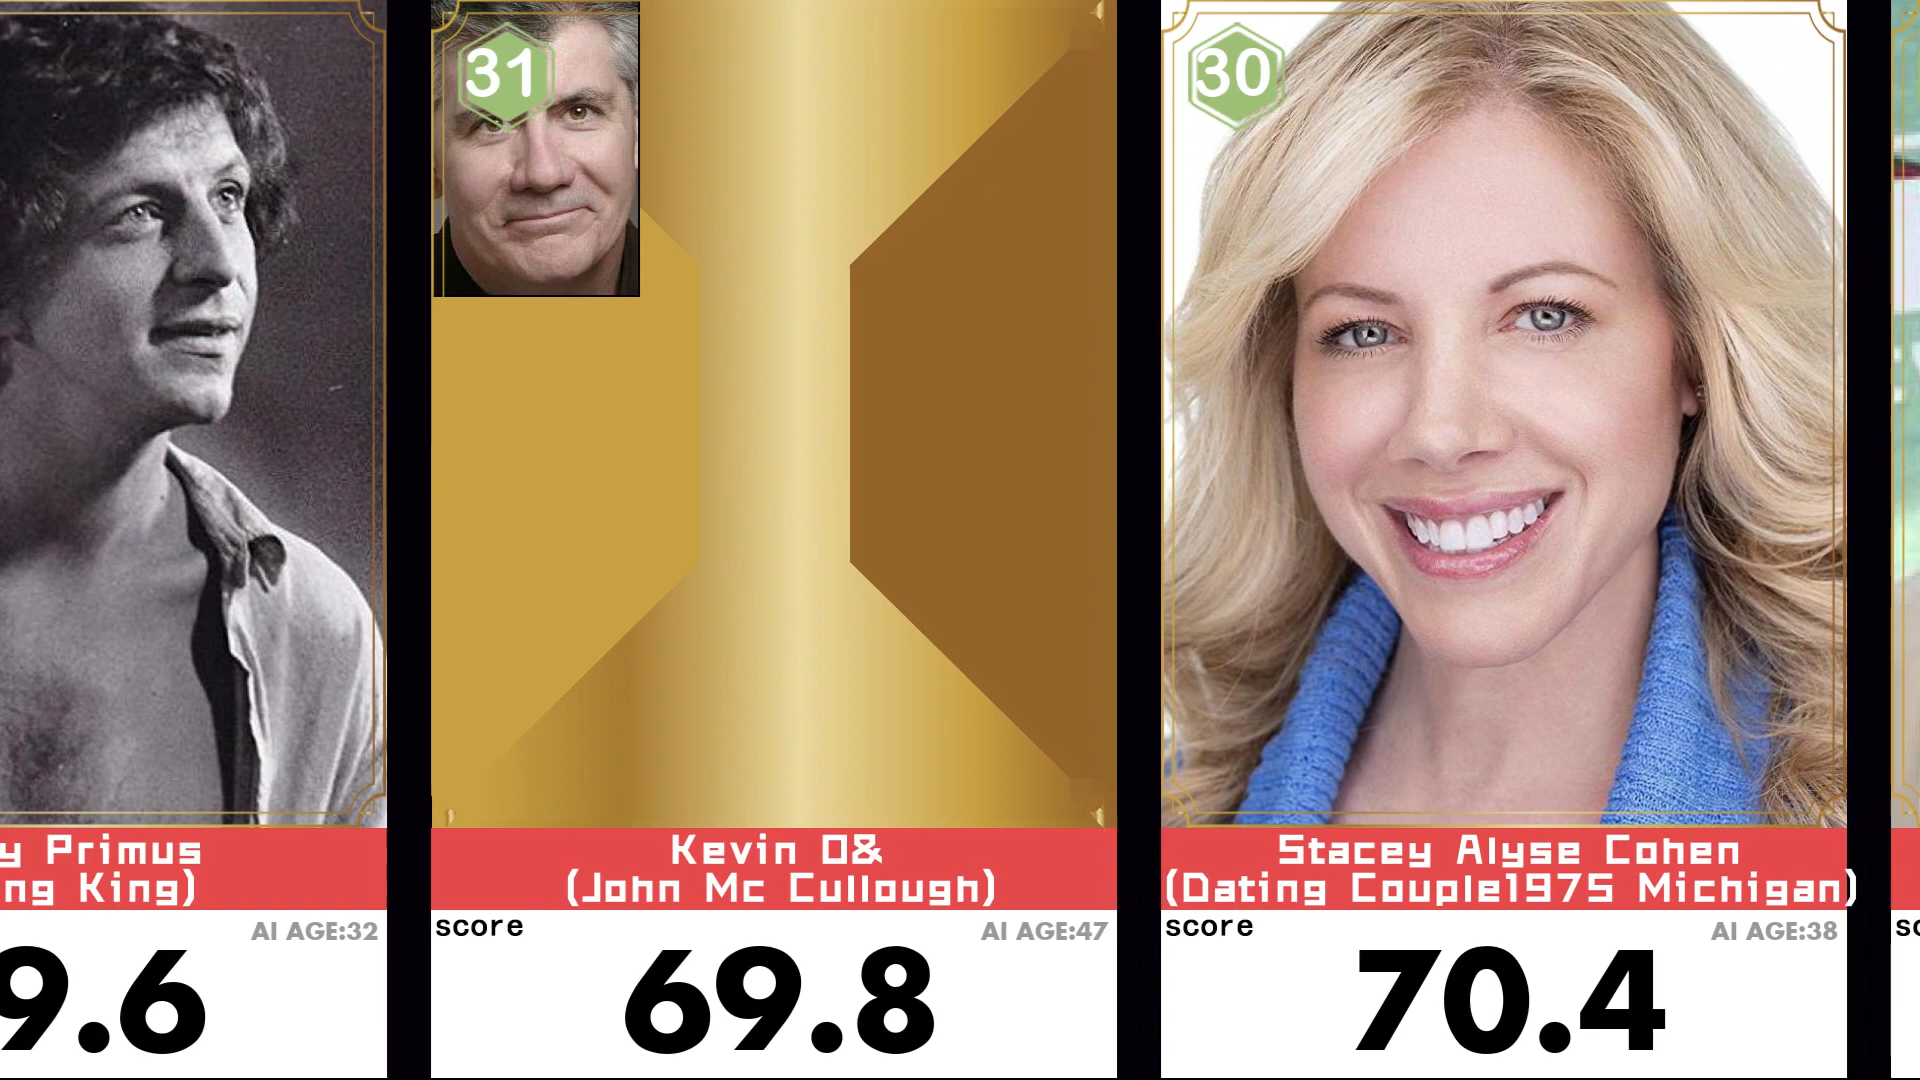 y Primus
ng King)
AI AGE:32
9.6
31
Kevin O&
(John Mc Cullough)
score
AI AGE:47
69.8
30
Stacey Alyse Cohen
(Dating Couple1975 Michigan)
score
AI AGE:38
70.4
sc